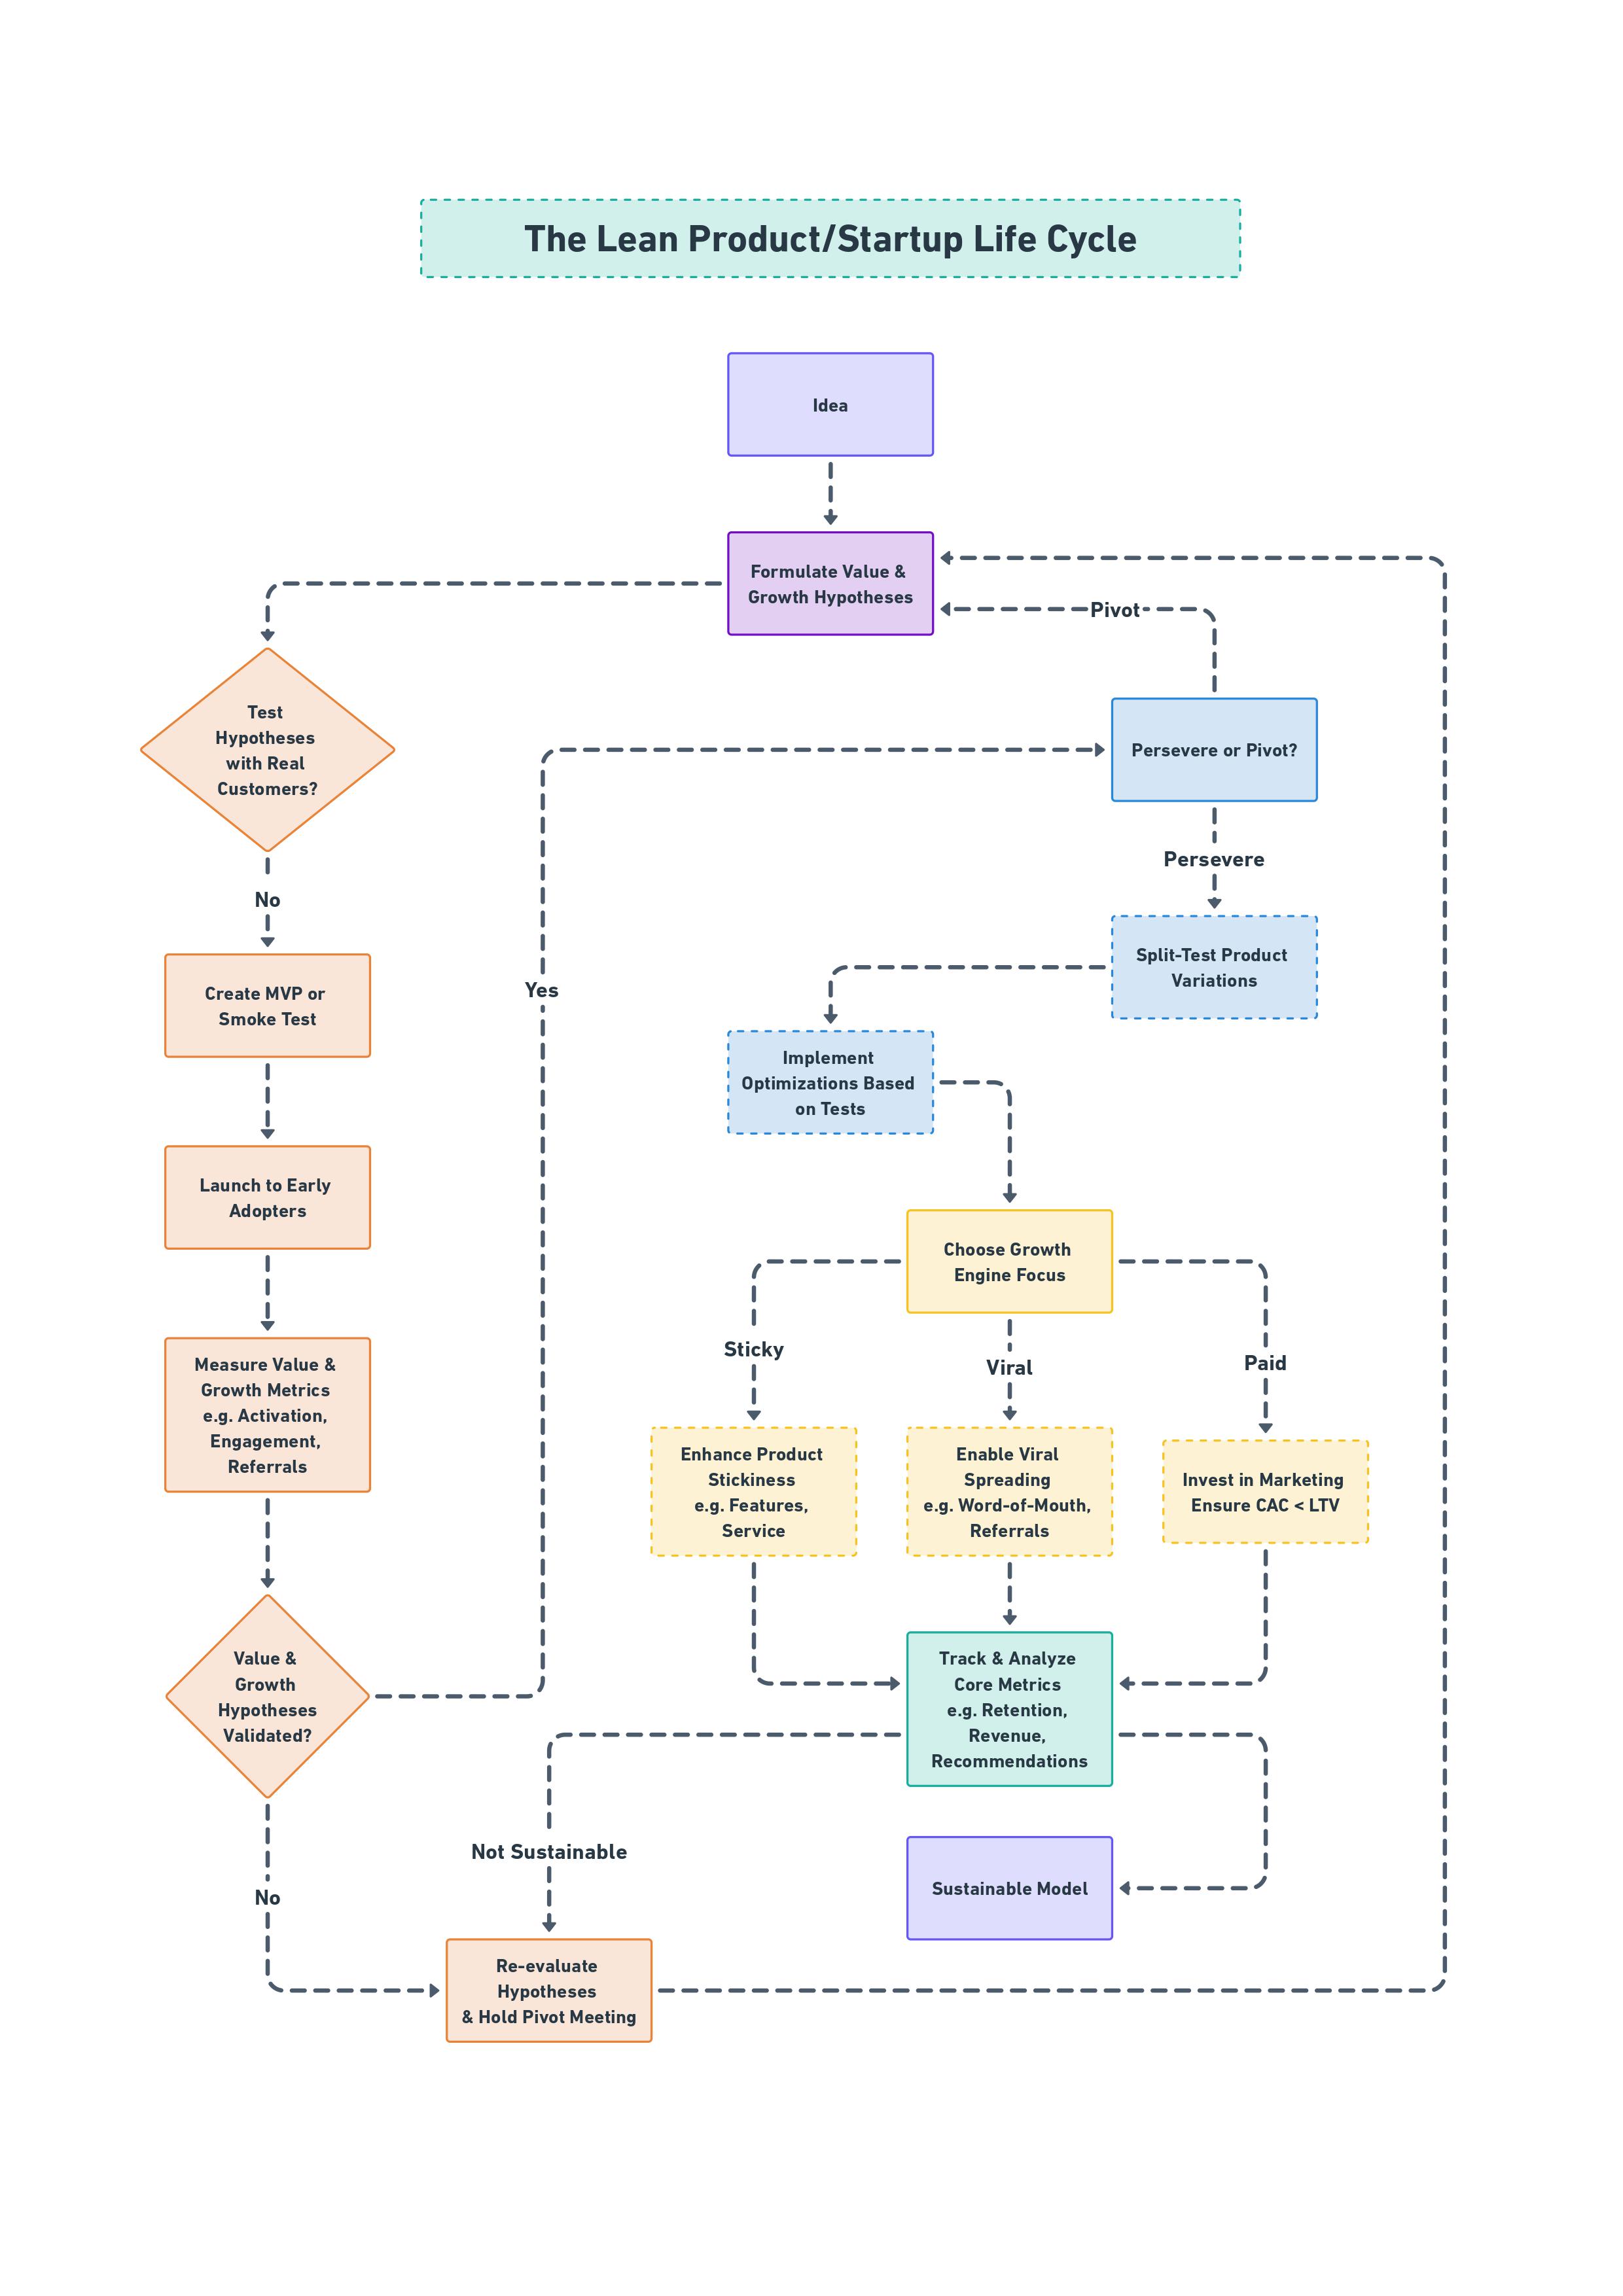 The Lean Product/Startup Life Cycle
Idea
Formulate Value &
Growth Hypotheses
Pivot
Test
Hypotheses
with Real
Customers?
Persevere or Pivot?
Persevere
No
Split-Test Product
Variations
Create MVP or
Smoke Test
Yes
Implement
Optimizations Based
on Tests
Launch to Early
Adopters
Choose Growth
Engine Focus
Sticky
Viral
Paid
Measure Value &
Growth Metrics
e.g. Activation,
Engagement,
Referrals
Enhance Product
Stickiness
e.g. Features,
Service
Enable Viral
Spreading
e.g. Word-of-Mouth,
Referrals
Invest in Marketing
Ensure CAC < LTV
Value &
Growth
Hypotheses
Validated?
Track & Analyze
Core Metrics
e.g. Retention,
Revenue,
Recommendations
Not Sustainable
No
Sustainable Model
Re-evaluate
Hypotheses
& Hold Pivot Meeting